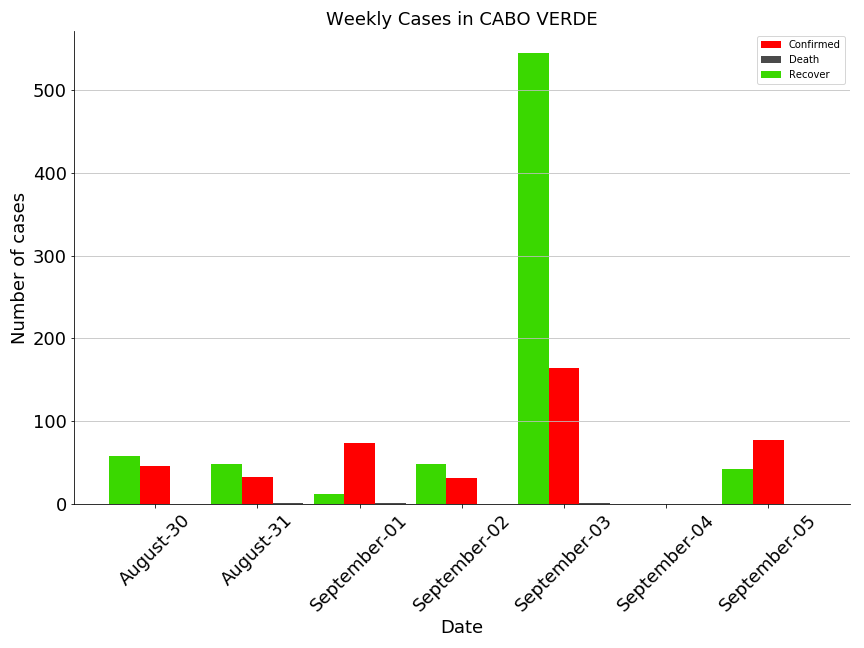 Weekly Cases in CABO VERDE
Confirmed
Death
Recover
Number of cases
500
400
300
200
100
0
August-30
August-31
September-01
September-02
September-03
September-04
September-05
Date